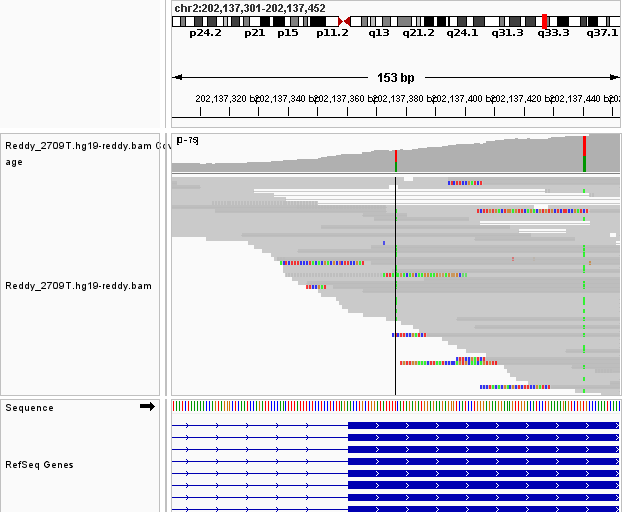 chr2:202,137,301-202,137,452
p24.2 p21 p15 p11.2 q13 q21.2 q24.1 q31.3 q33.3 q37.1
153 bp
202,137,320 bp 202,137,340 bp 202,137,360 bp 202,137,380 bp 202,137,400 bp 202,137,420 bp 202,137,440 bp 202
Reddy_2709T.hg19-reddy.bam Cov
age
Reddy_2709T.hg19-reddy.bam
Sequence
RefSeq Genes